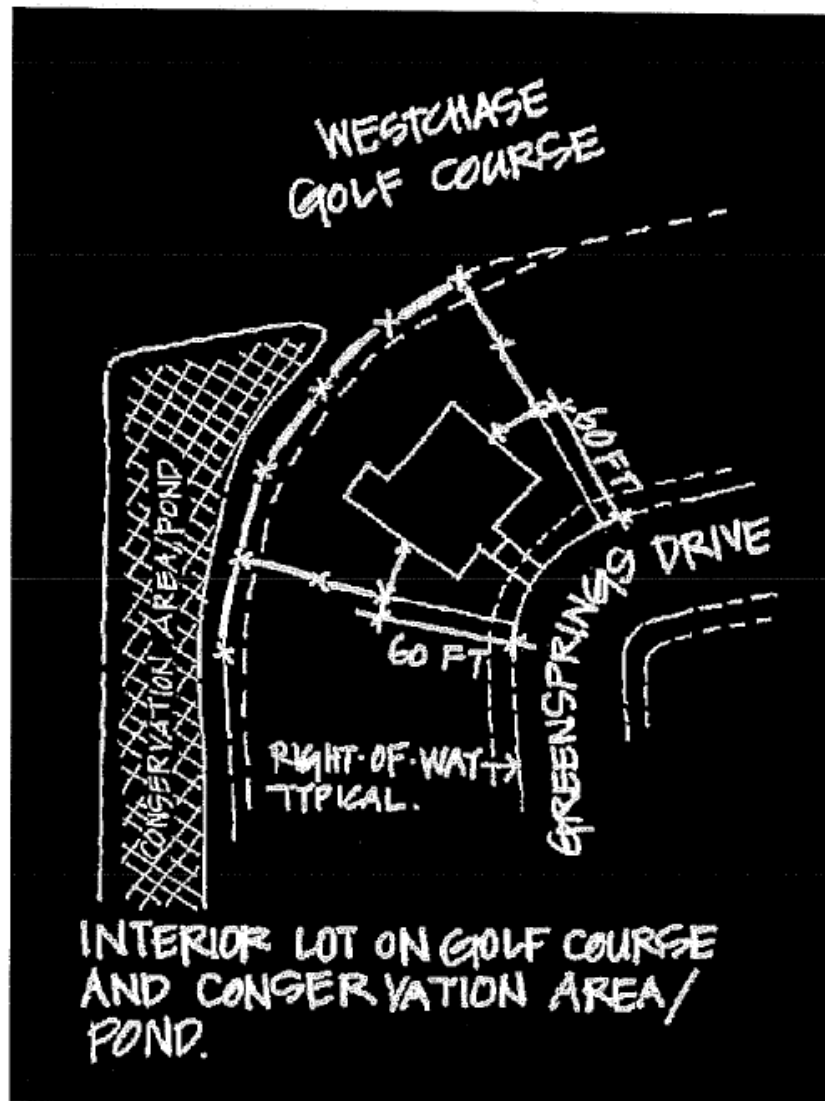 WESTCHASE
GOLF COURSE
60 FT.
GREENSPRINGS DRIVE
60 FT
CONSERVATION AREA/POND
RIGHT-OF-WAY
TYPICAL.
INTERIOR LOT ON GOLF COURSE
AND CONSERVATION AREA/
POND.